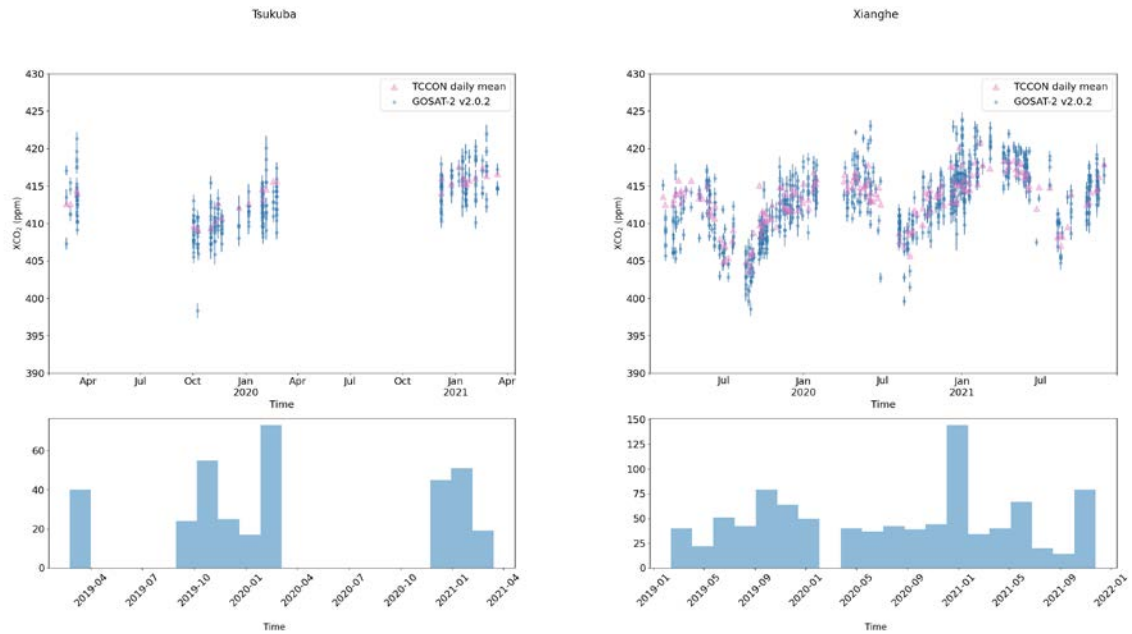 Tsukuba
430
425
420
415
410
405
400
395
390
XCO₂ (ppm)
TCCON daily mean
GOSAT-2 v2.0.2
Apr Jul Oct Jan Apr Jul Oct Jan Apr
2020 2021
Time
60
40
20
0
2019-04 2019-07 2019-10 2020-01 2020-04 2020-07 2020-10 2021-01 2021-04
Time
Xianghe
430
425
420
415
410
405
400
395
390
XCO₂ (ppm)
TCCON daily mean
GOSAT-2 v2.0.2
Jul Jan Jul Jan Jul
2020 2021
Time
150
125
100
75
50
25
0
2019-01 2019-05 2019-09 2020-01 2020-05 2020-09 2021-01 2021-05 2021-09 2022-01
Time